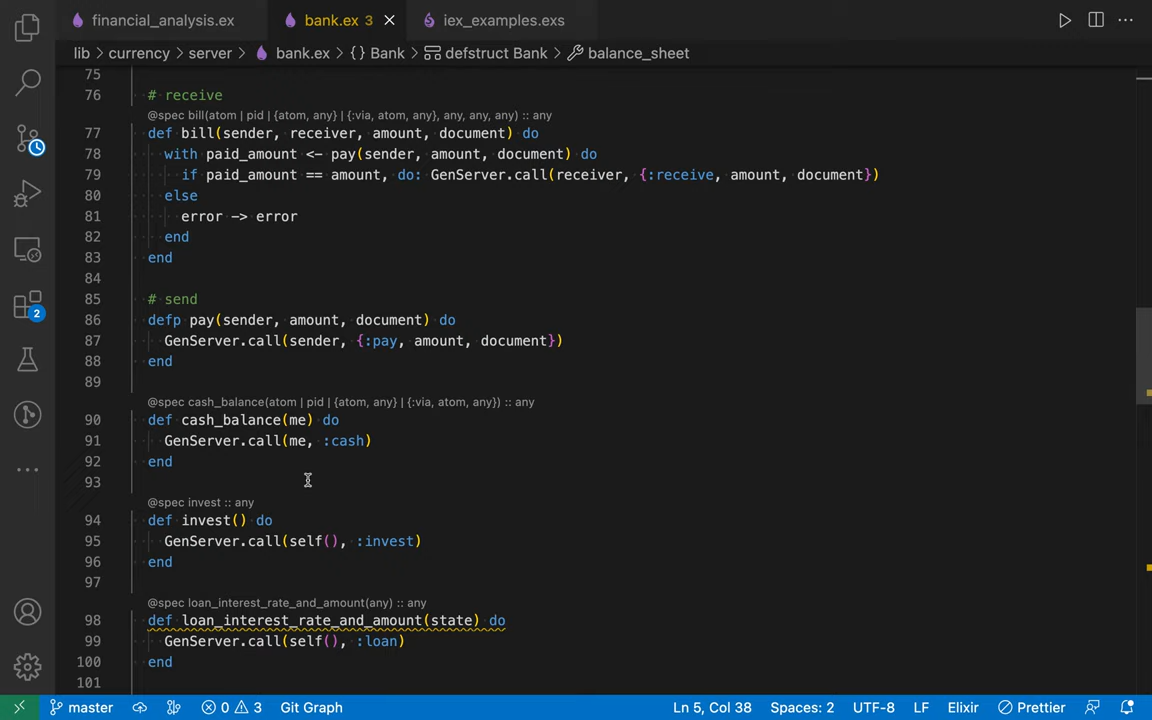 financial_analysis.ex bank.ex 3 iex_examples.exs
lib > currency > server > bank.ex > {} Bank > defstruct Bank > balance_sheet
75
76 # receive
@spec bill(atom | pid | {atom, any} | {:via, atom, any}, any, any, any) :: any
77 def bill(sender, receiver, amount, document) do
78 with paid_amount <- pay(sender, amount, document) do
79 if paid_amount == amount, do: GenServer.call(receiver, {:receive, amount, document})
80 else
81 error -> error
82 end
83 end
84
85 # send
86 defp pay(sender, amount, document) do
87 GenServer.call(sender, {:pay, amount, document})
88 end
89
@spec cash_balance(atom | pid | {atom, any} | {:via, atom, any}) :: any
90 def cash_balance(me) do
91 GenServer.call(me, :cash)
92 end
93
@spec invest :: any
94 def invest() do
95 GenServer.call(self(), :invest)
96 end
97
@spec loan_interest_rate_and_amount(any) :: any
98 def loan_interest_rate_and_amount(state) do
99 GenServer.call(self(), :loan)
100 end
101
2
master 0 3 Git Graph Ln 5, Col 38 Spaces: 2 UTF-8 LF Elixir Prettier